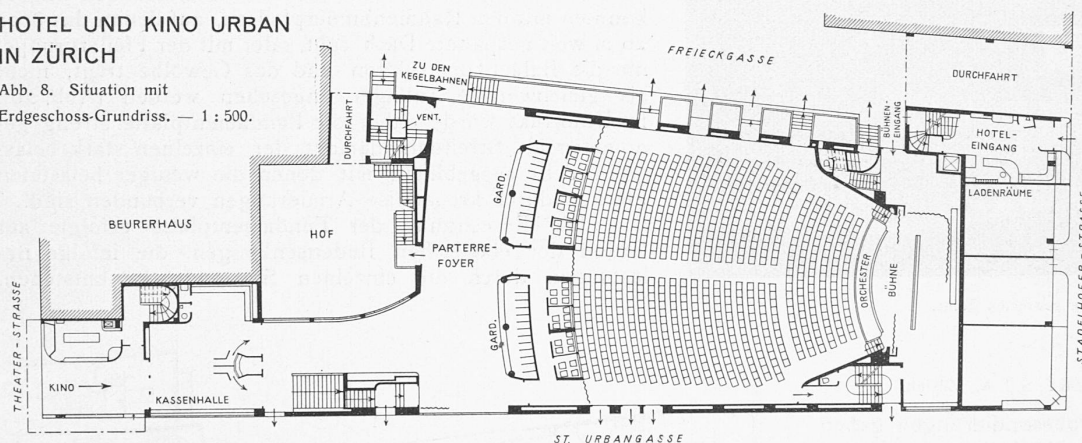 HOTEL UND KINO URBAN
IN ZÜRICH
Abb. 8. Situation mit
Erdgeschoss-Grundriss. — 1 : 500.
FREIECKGASSE
ZU DEN
KEGELBAHNEN
DURCHFAHRT
DURCHFAHRT
VENT.
BÜHNEN-
EINGANG
HOTEL-
EINGANG
LADENRÄUME
BEURERHAUS
HOF
GARD.
PARTERRE-
FOYER
ORCHESTER
BÜHNE
GARD.
THEATER-STRASSE
KINO
KASSENHALLE
STADELHOFERSTRASSE
ST. URBANGASSE